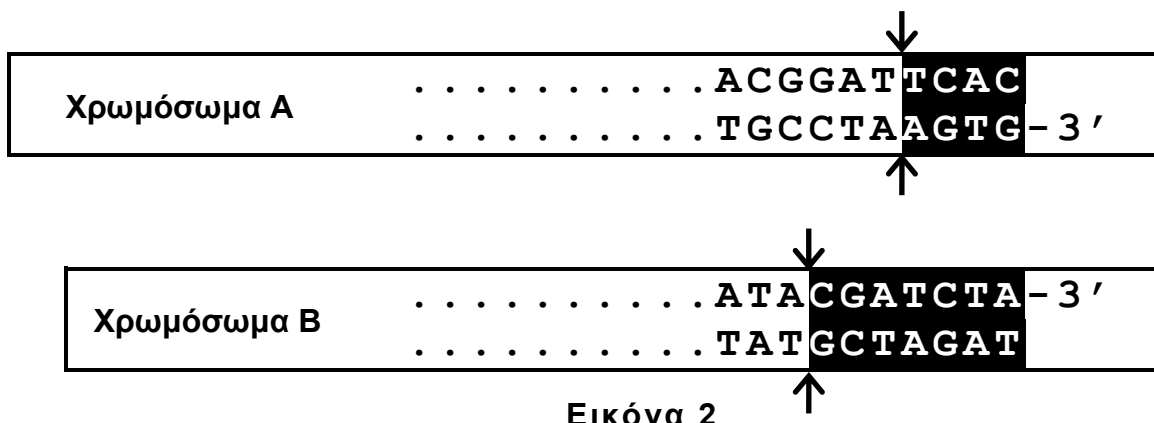 Χρωμόσωμα Α
. . . . . . . . . . ACGGATTCAC
. . . . . . . . . . TGCCTAAGTG-3′
Χρωμόσωμα Β
. . . . . . . . . . ATACGATCTA-3′
. . . . . . . . . . TATGCTAGAT
Εικόνα 2